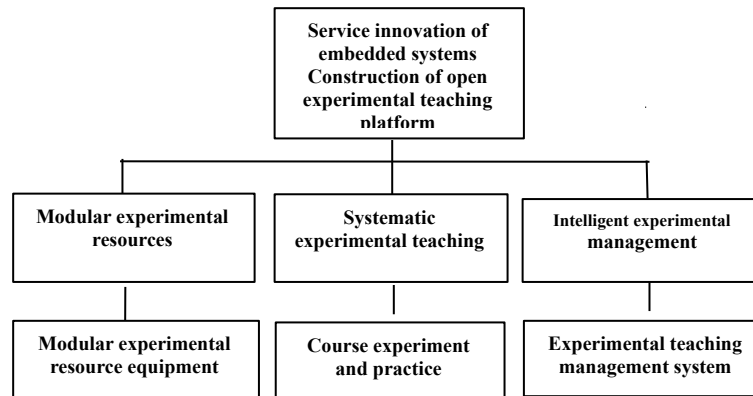 Service innovation of
embedded systems
Construction of open
experimental teaching
platform
Modular experimental
resources
Systematic
experimental teaching
Intelligent experimental
management
Modular experimental
resource equipment
Course experiment
and practice
Experimental teaching
management system